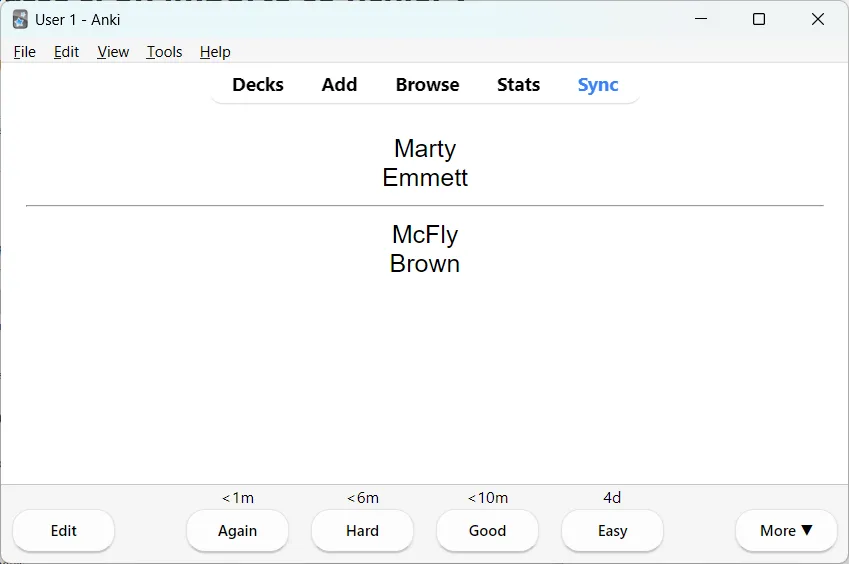 User 1 - Anki
File Edit View Tools Help
Decks Add Browse Stats Sync
Marty
Emmett
McFly
Brown
<1m <6m <10m 4d
Edit Again Hard Good Easy More ▼